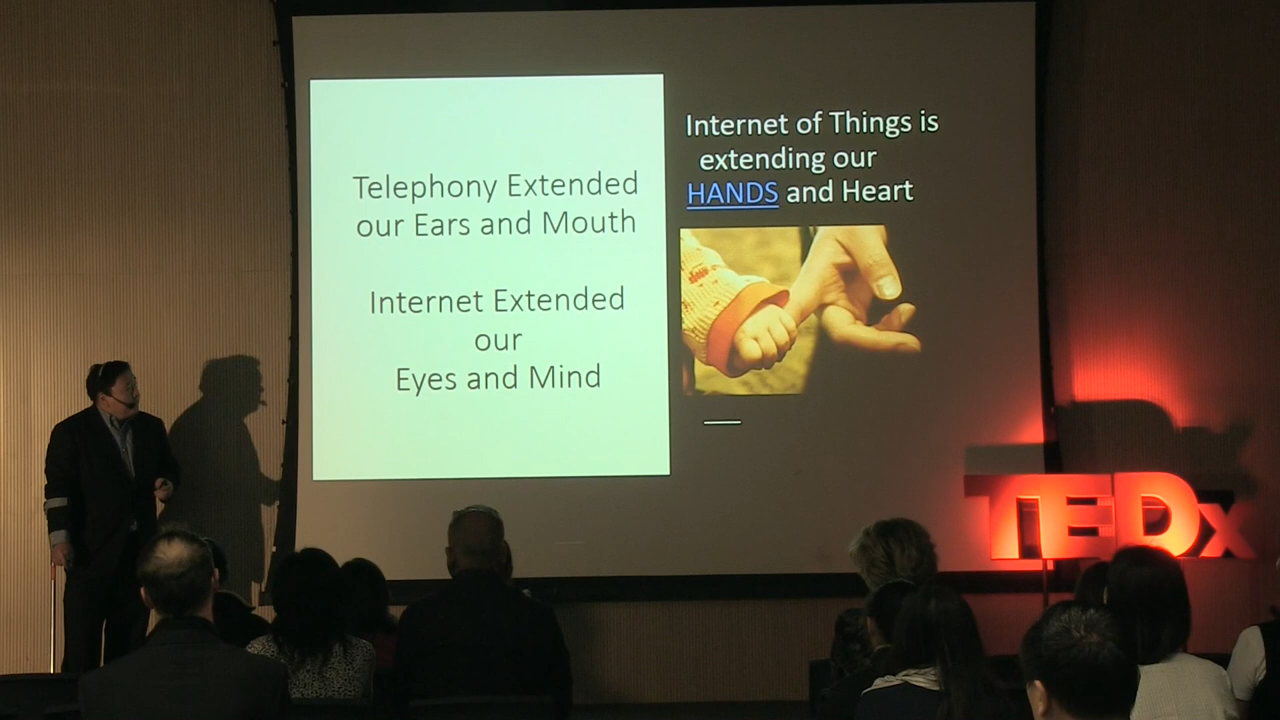 Telephony Extended
our Ears and Mouth
Internet Extended
our
Eyes and Mind
Internet of Things is
extending our
HANDS and Heart
TEDx